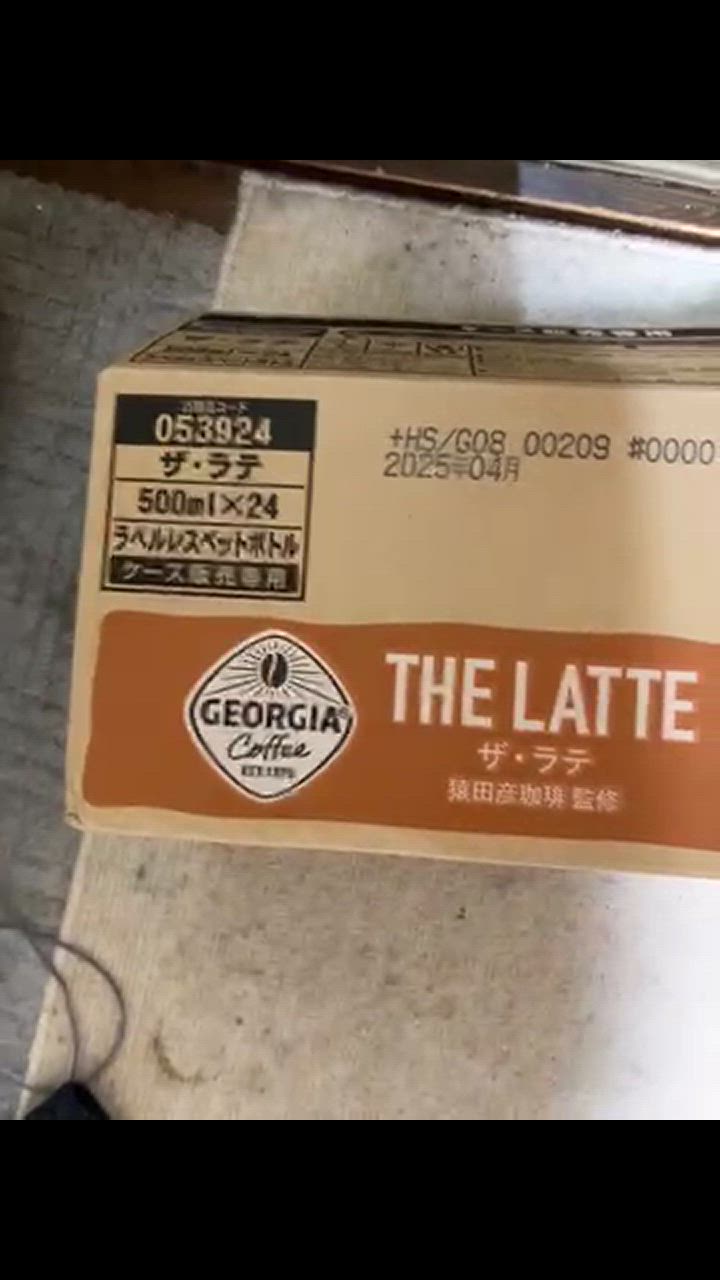 053924
ザ・ラテ
500ml×24
ラベルレスペットボトル
ケース販売専用
+HS/G08 00209 #0000
2025年04月
GEORGIA
Coffee
THE LATTE
ザ・ラテ
猿田彦珈琲 監修